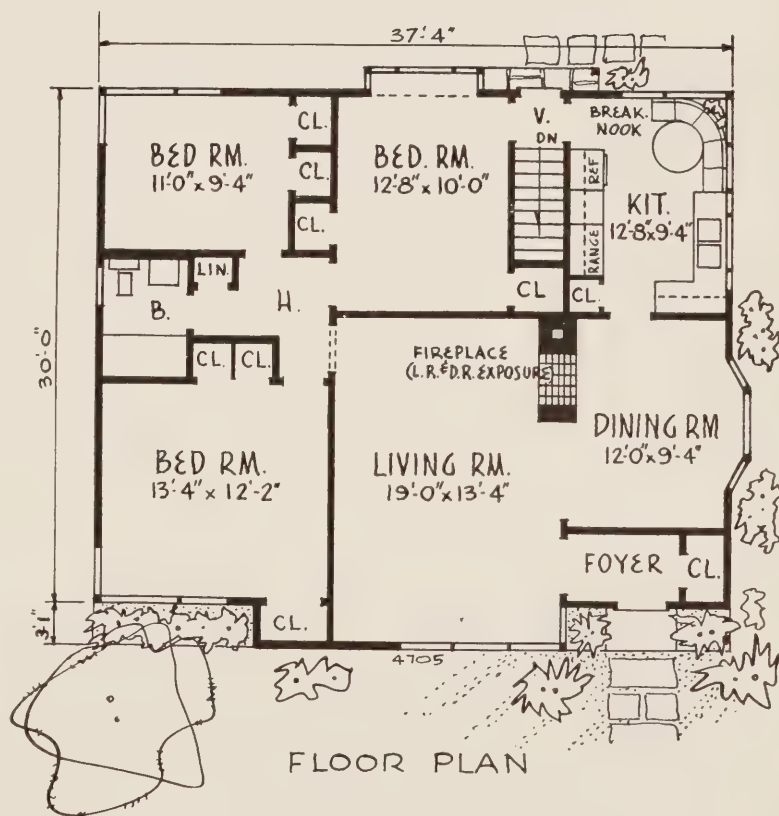 37'-4"
BED RM.
11'-0" x 9'-4"
CL.
CL.
CL.
BED. RM.
12'-8" x 10'-0"
V.
DN
BREAK.
NOOK
REF
RANGE
KIT.
12'-8" x 9'-4"
LIN.
B.
H.
CL
CL.
30'-0"
CL.
CL.
FIREPLACE
(L.R. & D.R. EXPOSURE)
DINING RM
12'-0" x 9'-4"
BED RM.
13'-4" x 12'-2"
LIVING RM.
19'-0" x 13'-4"
FOYER
CL.
3'-1"
CL.
4705
FLOOR PLAN